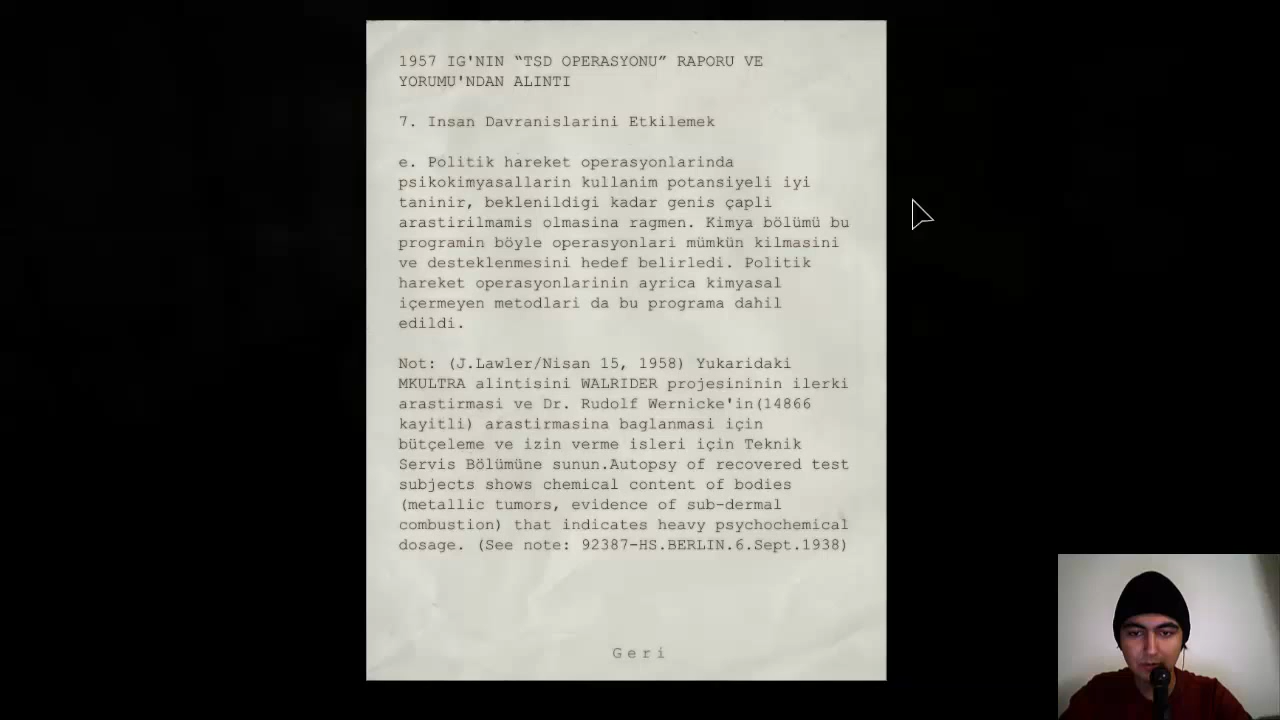 1957 IG'NIN “TSD OPERASYONU” RAPORU VE
YORUMU'NDAN ALINTI
7. Insan Davranislarini Etkilemek
e. Politik hareket operasyonlarinda
psikokimyasallarin kullanim potansiyeli iyi
taninir, beklenildigi kadar genis çapli
arastirilmamis olmasina ragmen. Kimya bölümü bu
programin böyle operasyonlari mümkün kilmasini
ve desteklenmesini hedef belirledi. Politik
hareket operasyonlarinin ayrica kimyasal
içermeyen metodlari da bu programa dahil
edildi.
Not: (J.Lawler/Nisan 15, 1958) Yukaridaki
MKULTRA alintisini WALRIDER projesininin ilerki
arastirmasi ve Dr. Rudolf Wernicke'in(14866
kayitli) arastirmasina baglanmasi için
bütçeleme ve izin verme isleri için Teknik
Servis Bölümüne sunun.Autopsy of recovered test
subjects shows chemical content of bodies
(metallic tumors, evidence of sub-dermal
combustion) that indicates heavy psychochemical
dosage. (See note: 92387-HS.BERLIN.6.Sept.1938)
Geri